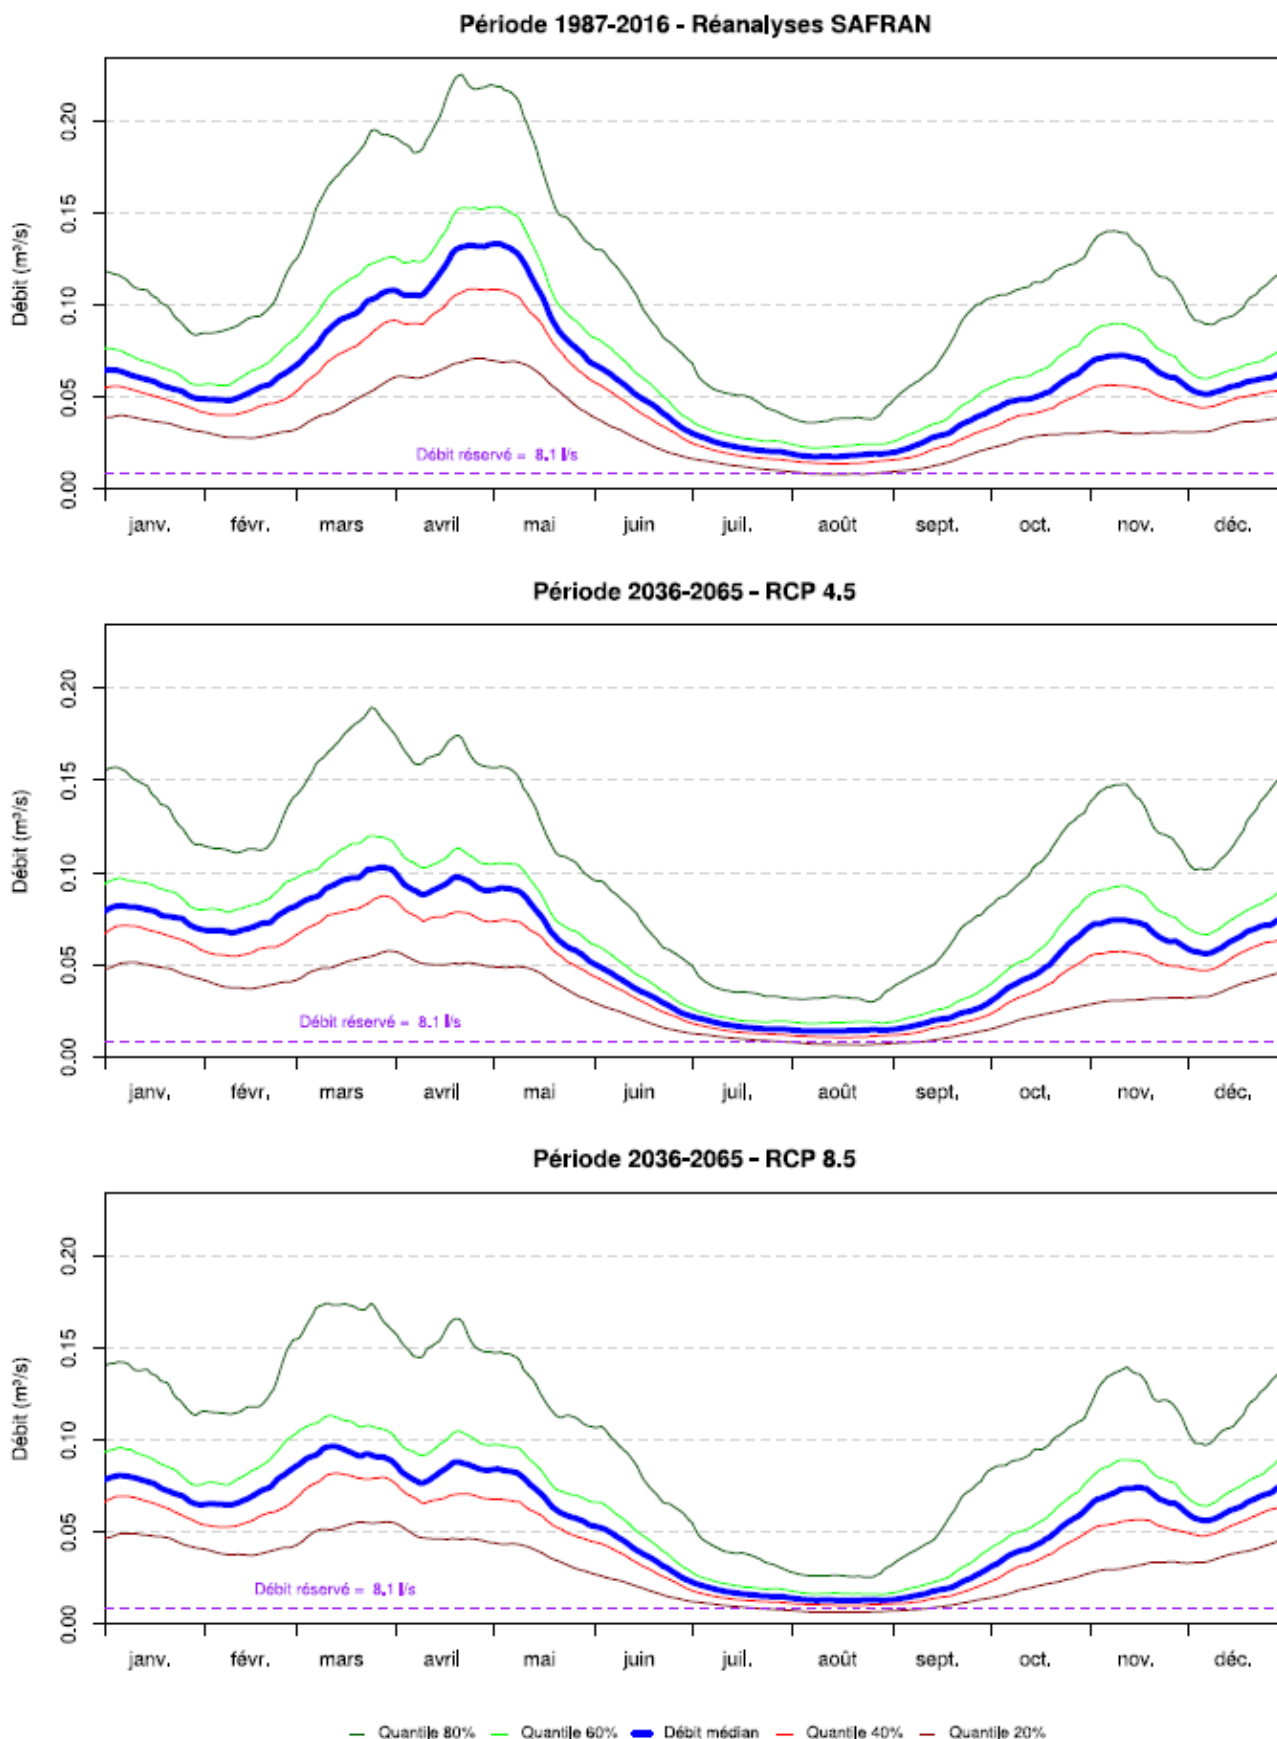 Période 1987-2016 - Réanalyses SAFRAN
Débit (m³/s)
0.20
0.15
0.10
0.05
0.00
Débit réservé = 8.1 l/s
janv. févr. mars avril mai juin juil. août sept. oct. nov. déc.
Période 2036-2065 - RCP 4.5
Débit (m³/s)
0.20
0.15
0.10
0.05
0.00
Débit réservé = 8.1 l/s
janv. févr. mars avril mai juin juil. août sept. oct. nov. déc.
Période 2036-2065 - RCP 8.5
Débit (m³/s)
0.20
0.15
0.10
0.05
0.00
Débit réservé = 8.1 l/s
janv. févr. mars avril mai juin juil. août sept. oct. nov. déc.
Quantile 80% Quantile 60% Débit médian Quantile 40% Quantile 20%